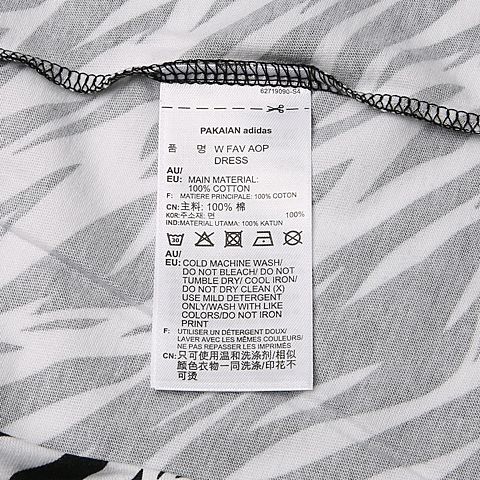 62719090-S4
PAKAIAN adidas
品 名 W FAV AOP
DRESS
AU/
EU: MAIN MATERIAL:
100% COTTON
F: MATIERE PRINCIPALE: 100% COTON
CN: 主料: 100% 棉
KOR: 주소재: 면 100%
IND: MATERIAL UTAMA: 100% KATUN
30
AU/
EU: COLD MACHINE WASH/
DO NOT BLEACH/ DO NOT
TUMBLE DRY/ COOL IRON/
DO NOT DRY CLEAN (X)
USE MILD DETERGENT
ONLY/WASH WITH LIKE
COLORS/DO NOT IRON
PRINT
F: UTILISER UN DÉTERGENT DOUX/
LAVER AVEC LES MÊMES COULEURS/
NE PAS REPASSER LES IMPRIMÉS
CN: 只可使用温和洗涤剂/相似
颜色衣物一同洗涤/印花不
可烫